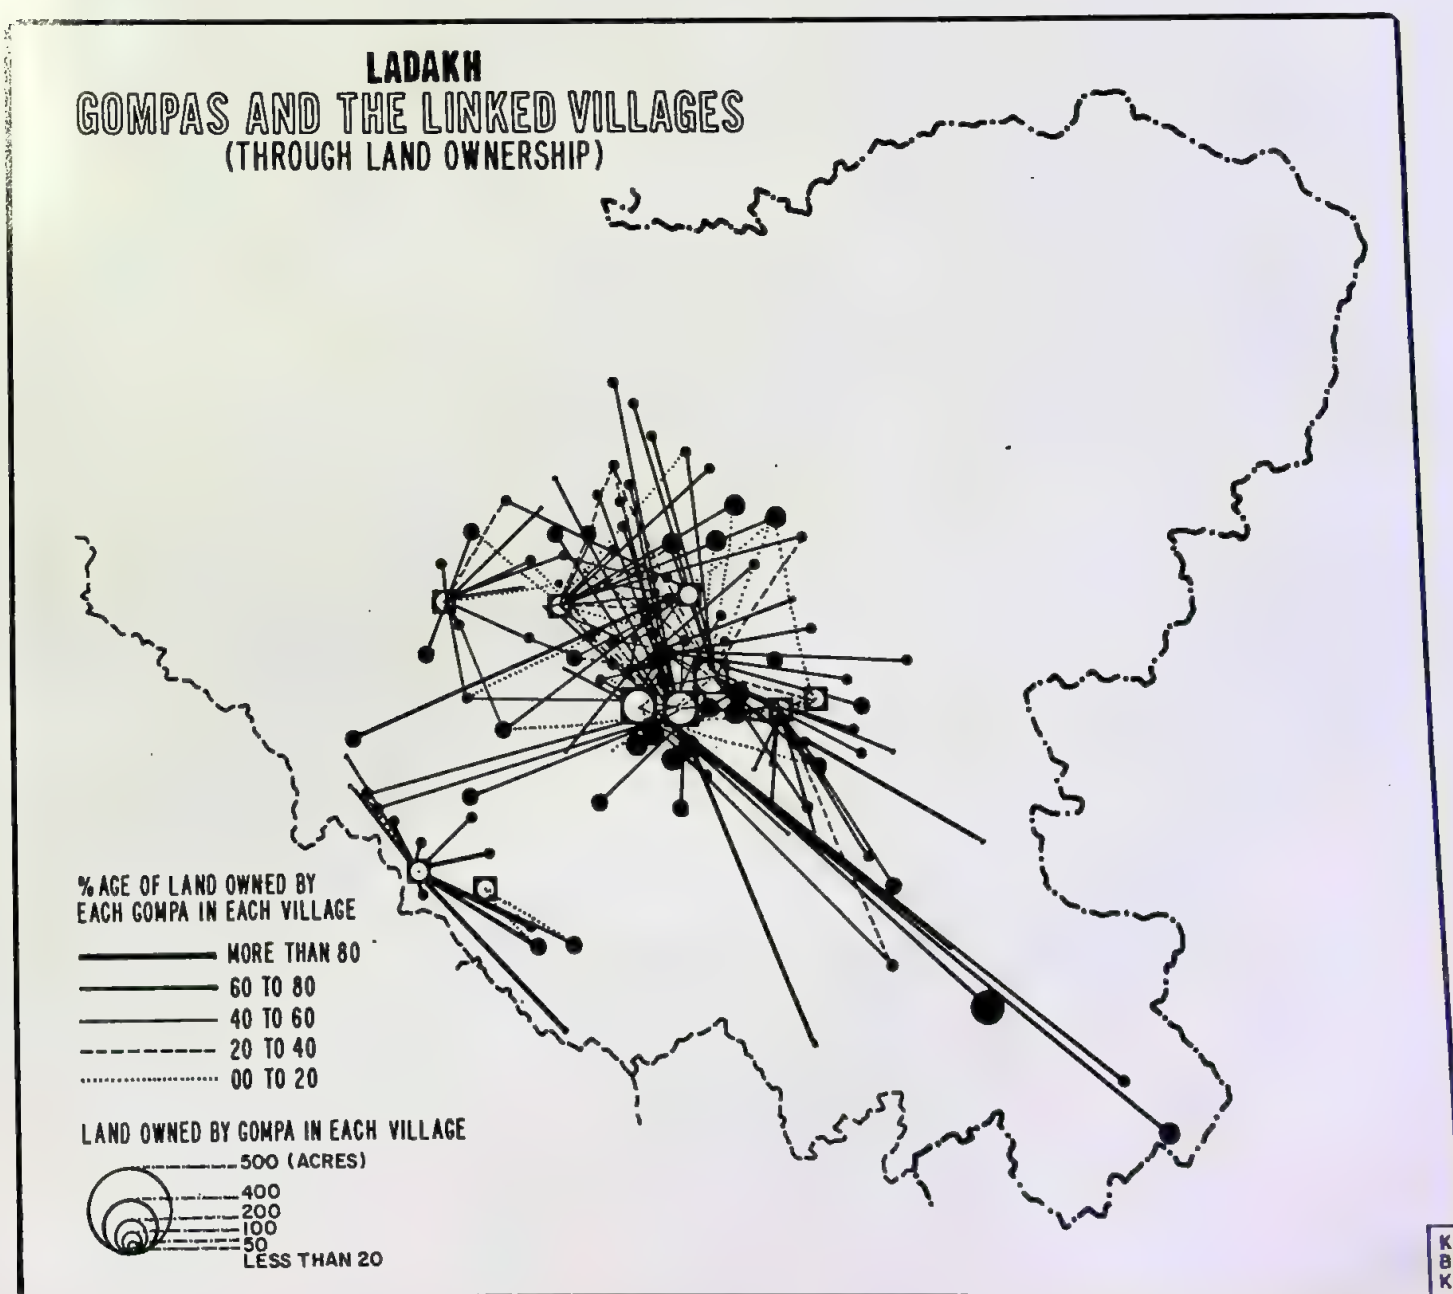 LADAKH
GOMPAS AND THE LINKED VILLAGES
(THROUGH LAND OWNERSHIP)
% AGE OF LAND OWNED BY
EACH GOMPA IN EACH VILLAGE
MORE THAN 80
60 TO 80
40 TO 60
20 TO 40
00 TO 20
LAND OWNED BY GOMPA IN EACH VILLAGE
500 (ACRES)
400
200
100
50
LESS THAN 20
K
B
K